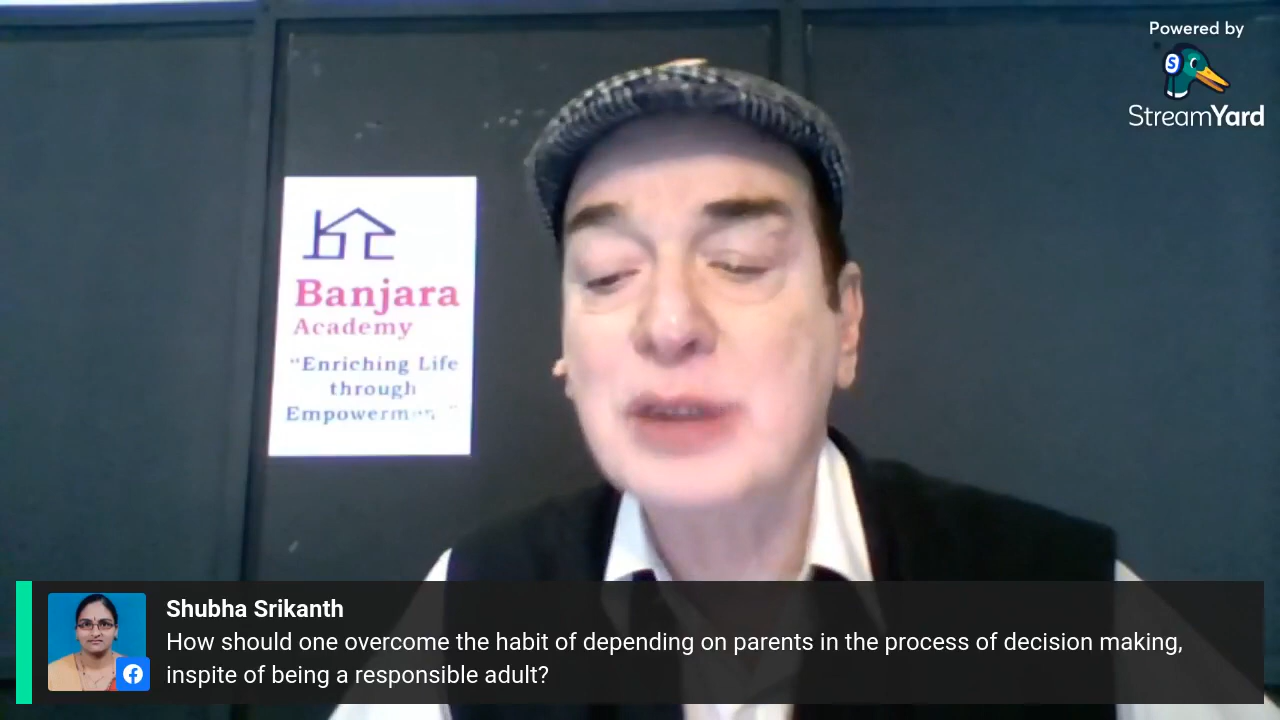 Powered by
S
StreamYard
Banjara
Academy
"Enriching Life
through
Shubha Srikanth
How should one overcome the habit of depending on parents in the process of decision making,
inspite of being a responsible adult?